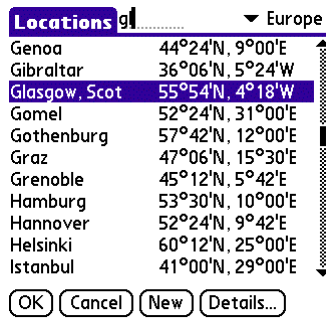 Locations gl Europe
Genoa 44°24'N, 9°00'E
Gibraltar 36°06'N, 5°24'W
Glasgow, Scot 55°54'N, 4°18'W
Gomel 52°24'N, 31°00'E
Gothenburg 57°42'N, 12°00'E
Graz 47°06'N, 15°30'E
Grenoble 45°12'N, 5°42'E
Hamburg 53°30'N, 10°00'E
Hannover 52°24'N, 9°42'E
Helsinki 60°12'N, 25°00'E
Istanbul 41°00'N, 29°00'E
OK Cancel New Details...